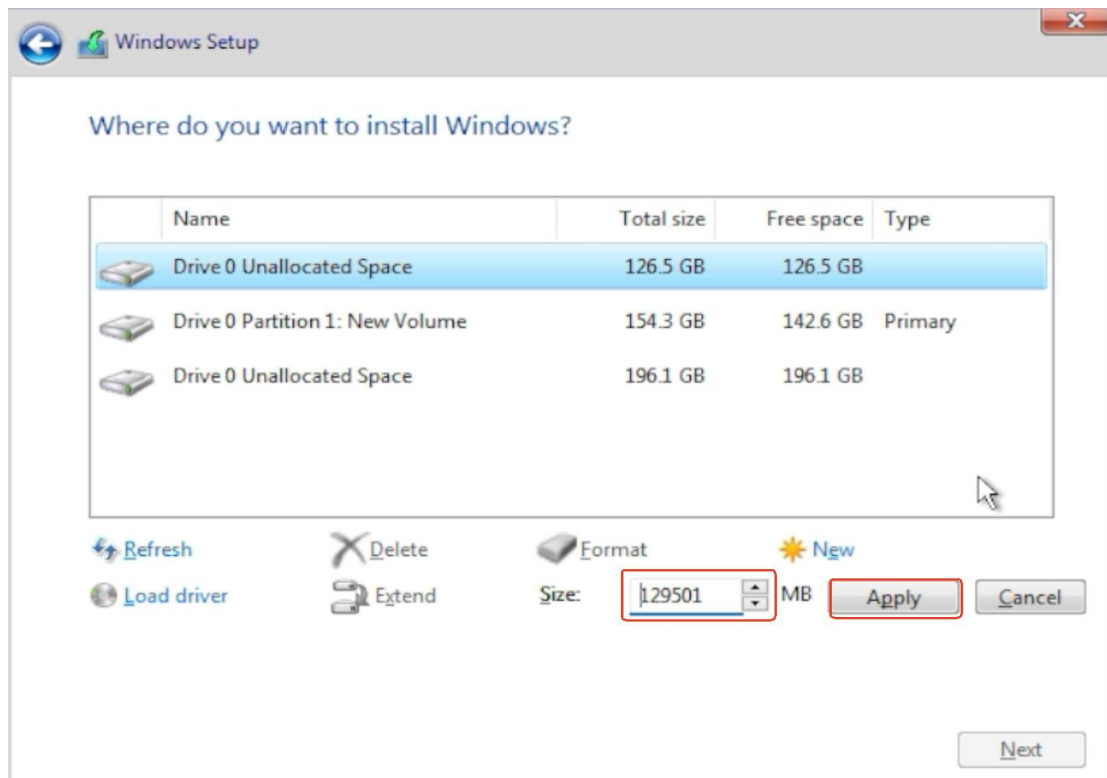 Windows Setup
Where do you want to install Windows?
Name Total size Free space Type
Drive 0 Unallocated Space 126.5 GB 126.5 GB
Drive 0 Partition 1: New Volume 154.3 GB 142.6 GB Primary
Drive 0 Unallocated Space 196.1 GB 196.1 GB
Refresh Delete Format New
Load driver Extend Size: 129501 MB Apply Cancel
Next